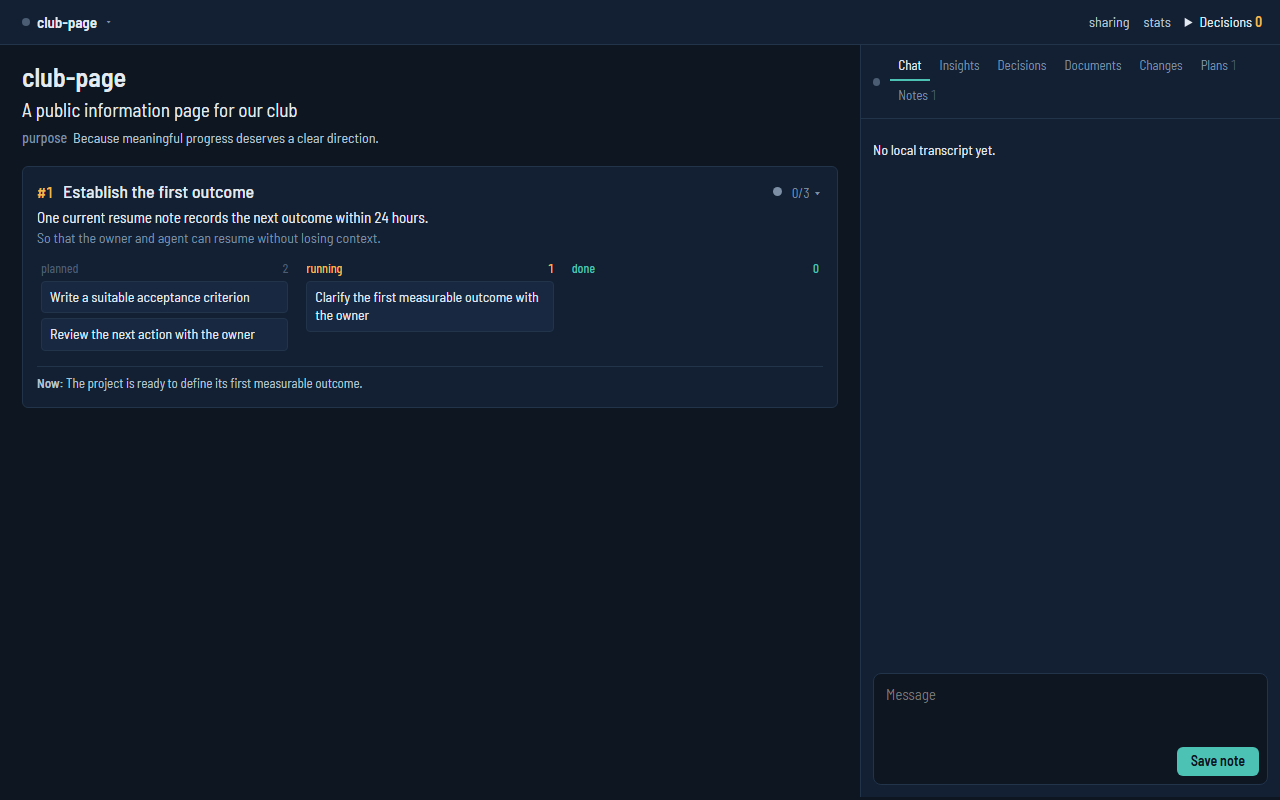 club-page
sharing stats Decisions 0
club-page
A public information page for our club
purpose Because meaningful progress deserves a clear direction.
#1 Establish the first outcome 0/3
One current resume note records the next outcome within 24 hours.
So that the owner and agent can resume without losing context.
planned 2 running 1 done 0
Write a suitable acceptance criterion
Review the next action with the owner
Clarify the first measurable outcome with
the owner
Now: The project is ready to define its first measurable outcome.
Chat Insights Decisions Documents Changes Plans 1
Notes 1
No local transcript yet.
Message
Save note